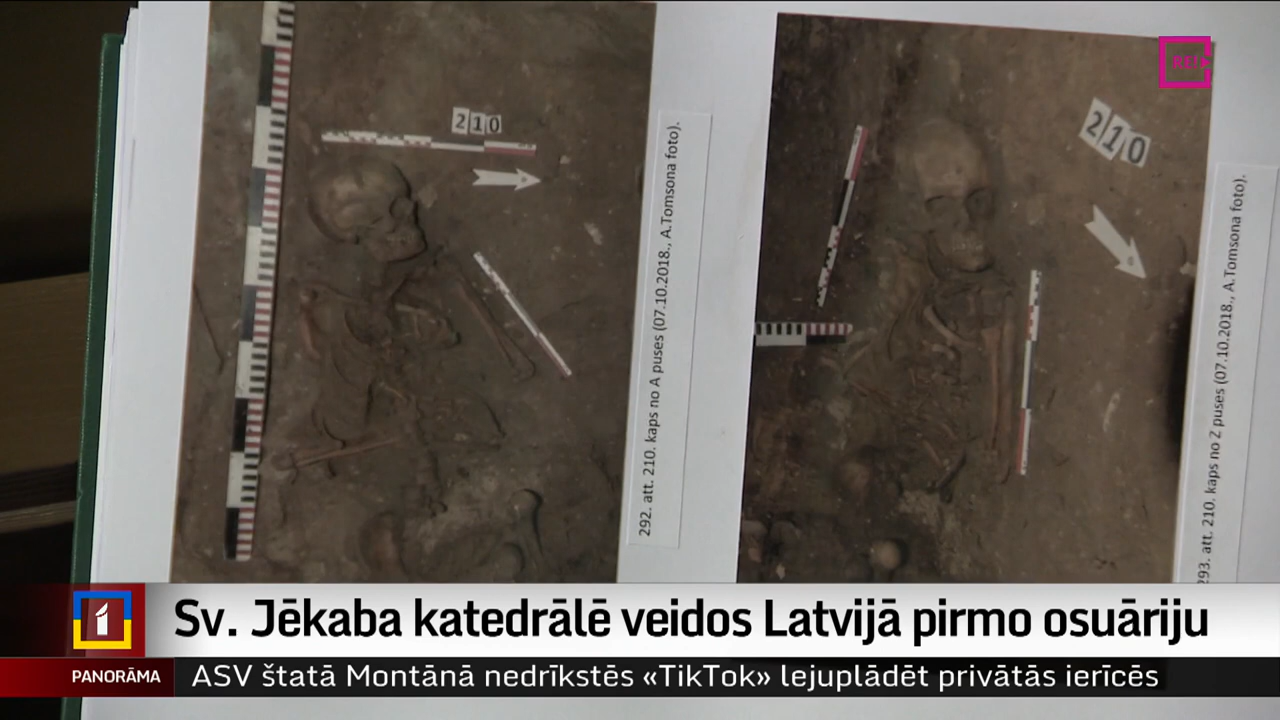 RE:
210
210
292. att. 210. kaps no A puses (07.10.2018., A.Tomsona foto).
293. att. 210. kaps no Z puses (07.10.2018., A.Tomsona foto).
1
Sv. Jēkaba katedrālē veidos Latvijā pirmo osuāriju
PANORĀMA
ASV štatā Montānā nedrīkstēs «TikTok» lejuplādēt privātās ierīcēs